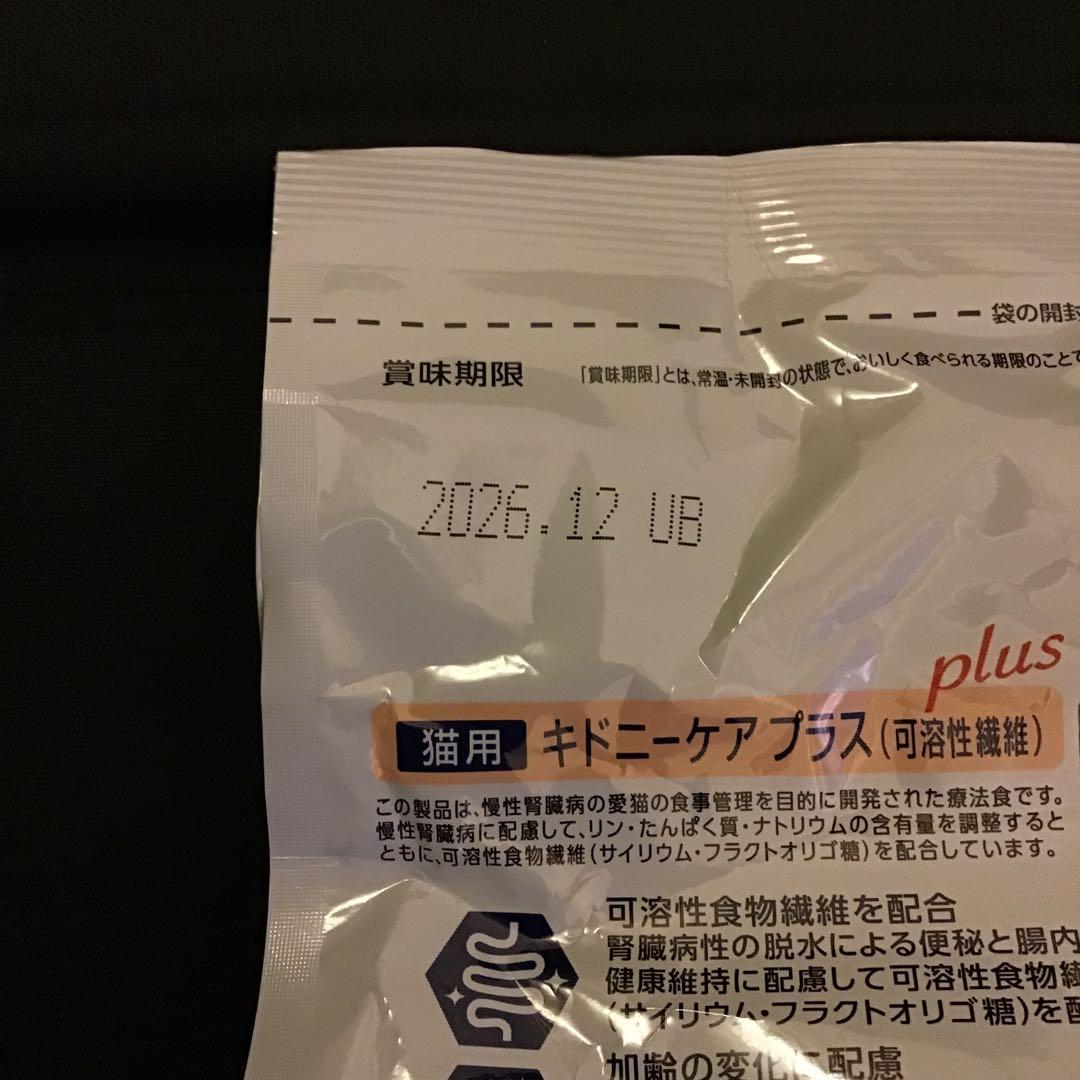 袋の開封
賞味期限 「賞味期限」とは、常温・未開封の状態で、おいしく食べられる期限のことで
2026.12 UB
plus
猫用 キドニーケア プラス(可溶性繊維)
この製品は、慢性腎臓病の愛猫の食事管理を目的に開発された療法食です。
慢性腎臓病に配慮して、リン・たんぱく質・ナトリウムの含有量を調整すると
ともに、可溶性食物繊維(サイリウム・フラクトオリゴ糖)を配合しています。
可溶性食物繊維を配合
腎臓病性の脱水による便秘と腸内
健康維持に配慮して可溶性食物繊
(サイリウム・フラクトオリゴ糖)を配
加齢の変化に配慮